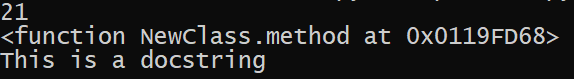 21
<function NewClass.method at 0x0119FD68>
This is a docstring